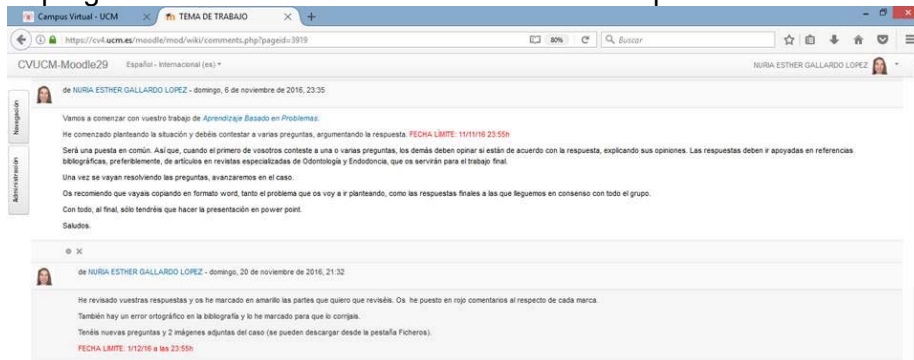 Campus Virtual - UCM
TEMA DE TRABAJO
https://cv4.ucm.es/moodle/mod/wiki/comments.php?pageid=3919
80%
Buscar
CVUCM-Moodle29
Español - Internacional (es)
NURIA ESTHER GALLARDO LOPEZ
Navegación
Administración
de NURIA ESTHER GALLARDO LOPEZ - domingo, 6 de noviembre de 2016, 23:35
Vamos a comenzar con vuestro trabajo de Aprendizaje Basado en Problemas.
He comenzado planteando la situación y debéis contestar a varias preguntas, argumentando la respuesta. FECHA LÍMITE: 11/11/16 23:55h
Será una puesta en común. Así que, cuando el primero de vosotros conteste a una o varias preguntas, los demás deben opinar si están de acuerdo con la respuesta, explicando sus opiniones. Las respuestas deben ir apoyadas en referencias
bibliográficas, preferiblemente, de artículos en revistas especializadas de Odontología y Endodoncia, que os servirán para el trabajo final.
Una vez se vayan resolviendo las preguntas, avanzaremos en el caso.
Os recomiendo que vayais copiando en formato word, tanto el problema que os voy a ir planteando, como las respuestas finales a las que lleguemos en consenso con todo el grupo.
Con todo, al final, sólo tendréis que hacer la presentación en power point.
Saludos.
de NURIA ESTHER GALLARDO LOPEZ - domingo, 20 de noviembre de 2016, 21:32
He revisado vuestras respuestas y os he marcado en amarillo las partes que quiero que reviséis. Os he puesto en rojo comentarios al respecto de cada marca.
También hay un error ortográfico en la bibliografía y lo he marcado para que lo corrijais.
Tenéis nuevas preguntas y 2 imágenes adjuntas del caso (se pueden descargar desde la pestaña Ficheros).
FECHA LIMITE: 1/12/16 a las 23:55h